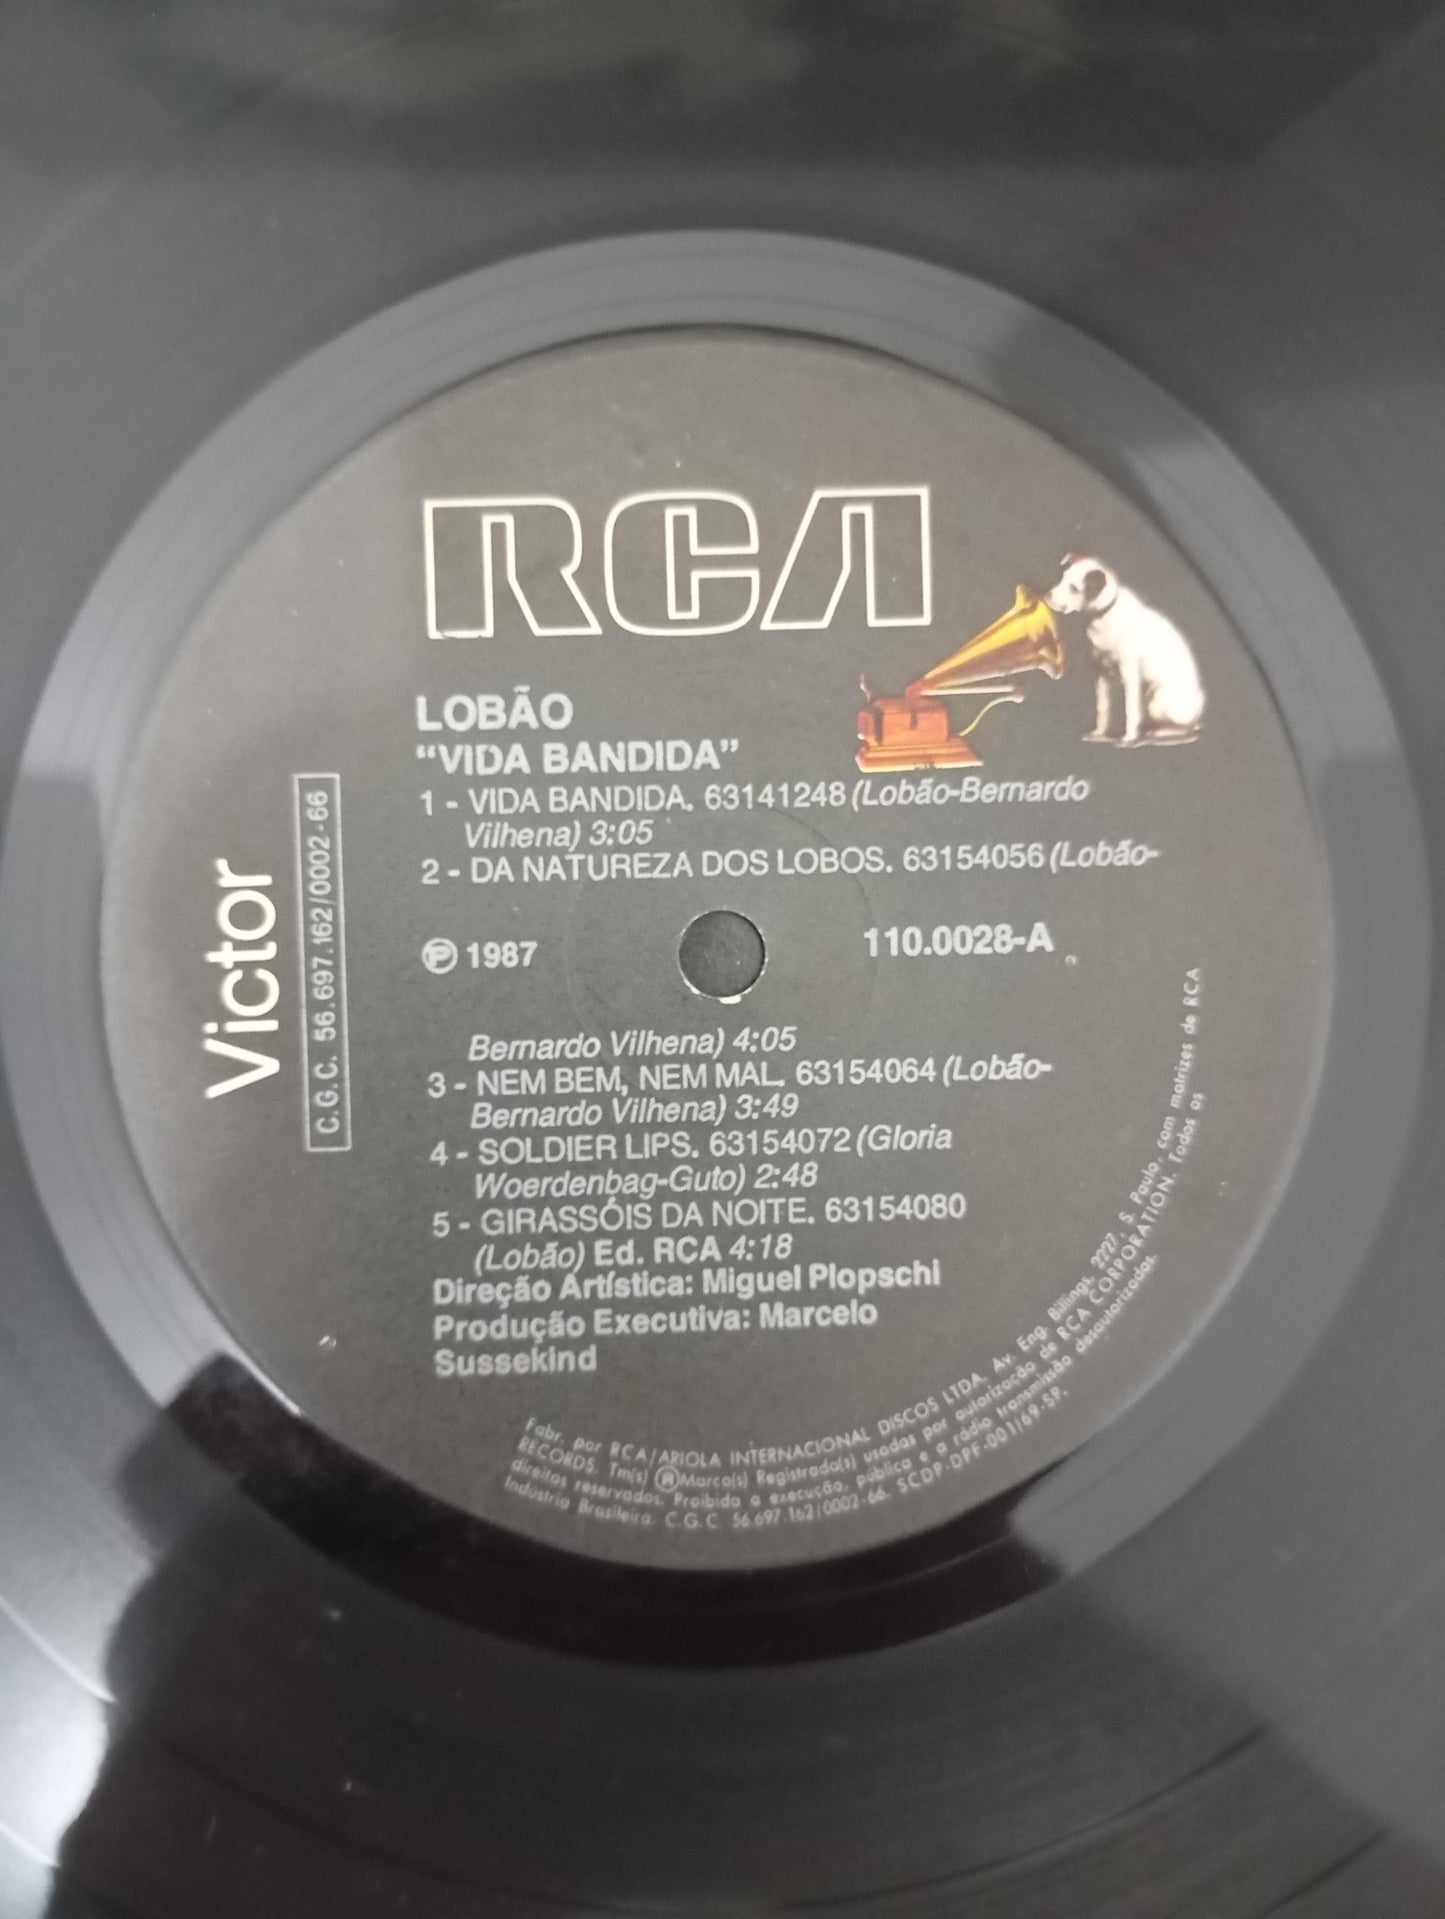 RCA
LOBÃO
“VIDA BANDIDA”
1 - VIDA BANDIDA. 63141248 (Lobão-Bernardo
Vilhena) 3:05
2 - DA NATUREZA DOS LOBOS. 63154056 (Lobão-
℗ 1987
110.0028-A
Bernardo Vilhena) 4:05
3 - NEM BEM, NEM MAL. 63154064 (Lobão-
Bernardo Vilhena) 3:49
4 - SOLDIER LIPS. 63154072 (Gloria
Woerdenbag-Guto) 2:48
5 - GIRASSÓIS DA NOITE. 63154080
(Lobão) Ed. RCA 4:18
Direção Artística: Miguel Plopschi
Produção Executiva: Marcelo
Sussekind
Victor
C.G.C. 56.697.162/0002-66
Fabr. por RCA/ARIOLA INTERNACIONAL DISCOS LTDA. Av. Eng. Billings, 2227, S. Paulo, com matrizes de RCA
RECORDS. Tm(s) ® Marca(s) Registrada(s) usadas por autorização de RCA CORPORATION. Todos os
direitos reservados. Proibida a execução, pública e a rádio transmissão desautorizadas.
Indústria Brasileira. C.G.C. 56.697.162/0002-66. SCDP-DPF-001/69-SP.